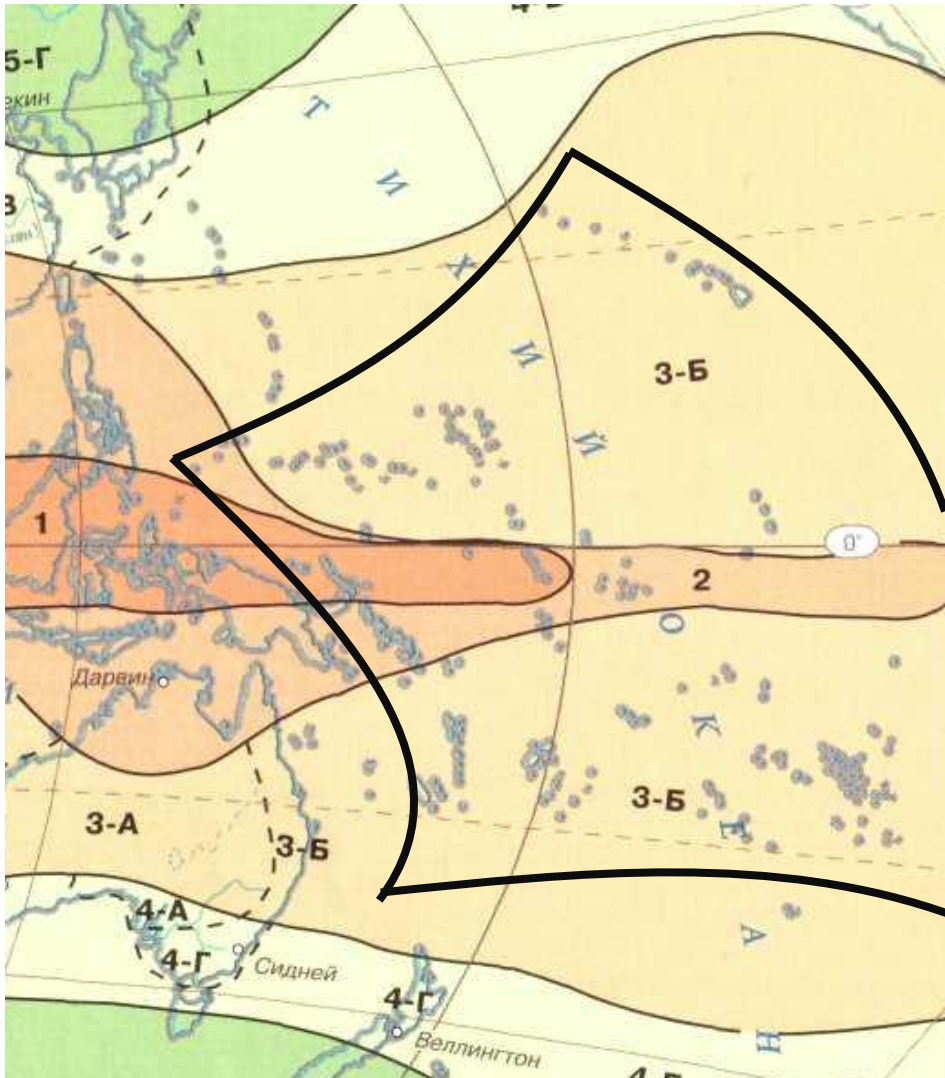 5-Г
Т
И
Х
И
Й
3-Б
1
0°
2
О
Дарвин
К
3-Б
Е
3-А
3-Б
4-А
А
4-Г
Сидней
4-Г
Веллингтон
Н